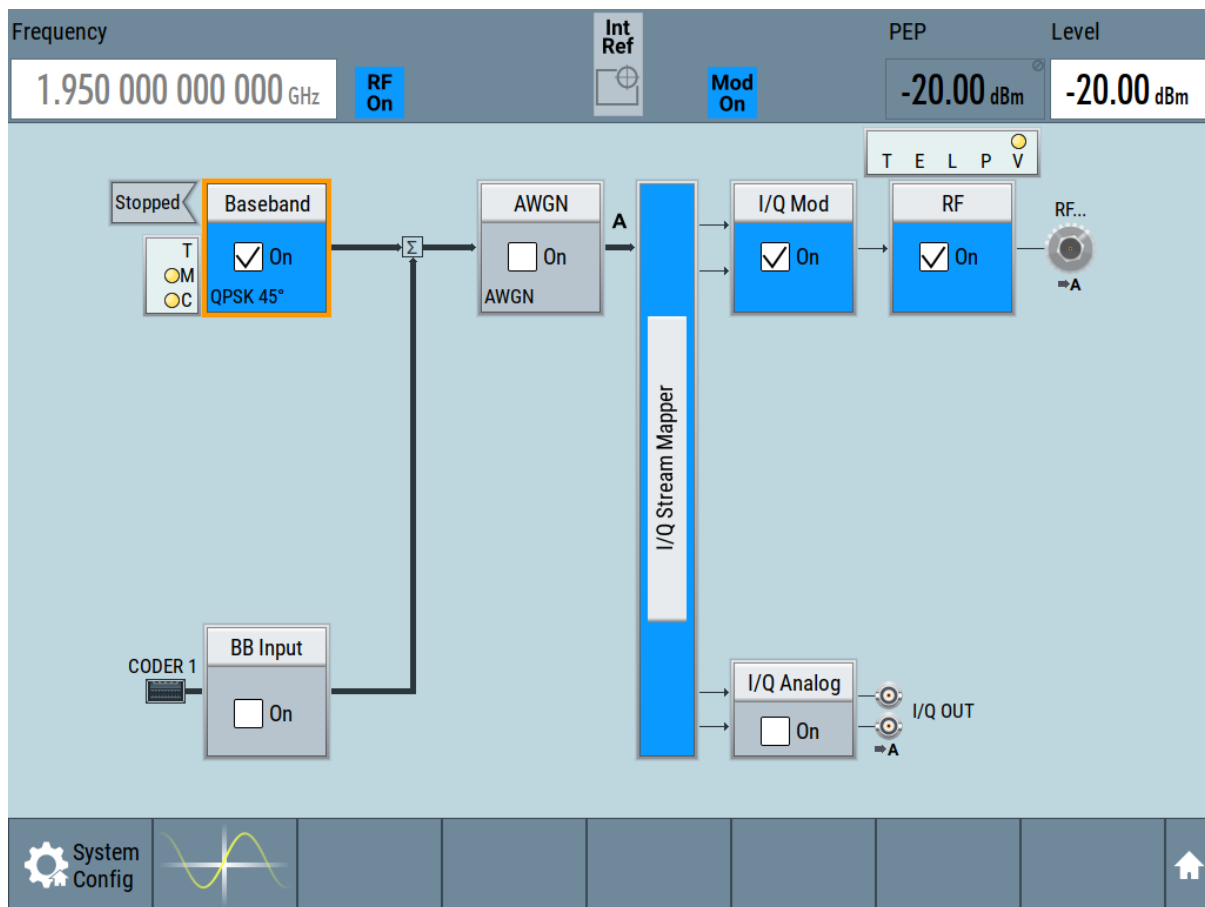 Frequency
Int
Ref
PEP
Level
1.950 000 000 000 GHz
RF
On
Mod
On
-20.00 dBm
-20.00 dBm
T E L P V
Stopped
Baseband
On
QPSK 45°
T
M
C
Σ
AWGN
On
AWGN
A
I/Q Stream Mapper
I/Q Mod
On
RF
On
RF...
A
BB Input
On
CODER 1
I/Q Analog
On
I/Q OUT
A
System
Config